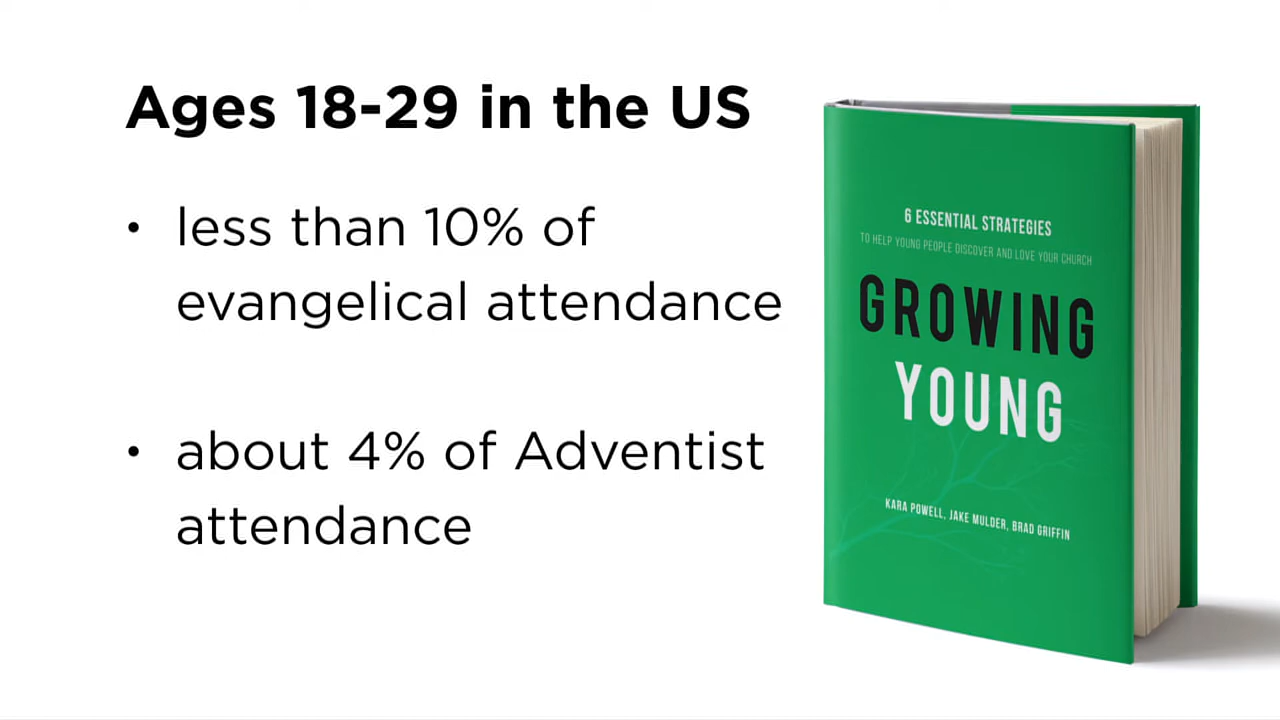 Ages 18-29 in the US
• less than 10% of
evangelical attendance
• about 4% of Adventist
attendance
6 ESSENTIAL STRATEGIES
TO HELP YOUNG PEOPLE DISCOVER AND LOVE YOUR CHURCH
GROWING
YOUNG
KARA POWELL, JAKE MULDER, BRAD GRIFFIN